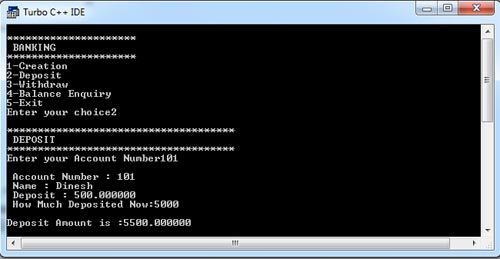 Turbo C++ IDE
*********************
BANKING
*********************
1-Creation
2-Deposit
3-Withdraw
4-Balance Enquiry
5-Exit
Enter your choice2
*************************************
DEPOSIT
*************************************
Enter your Account Number101
Account Number : 101
Name : Dinesh
Deposit : 500.000000
How Much Deposited Now:5000
Deposit Amount is :5500.000000